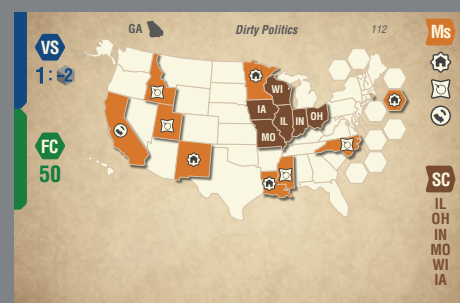 GA
Dirty Politics
112
VS
1:-2
FC
50
Ms
WI
IA
IL
IN
OH
MO
SC
IL
OH
IN
MO
WI
IA